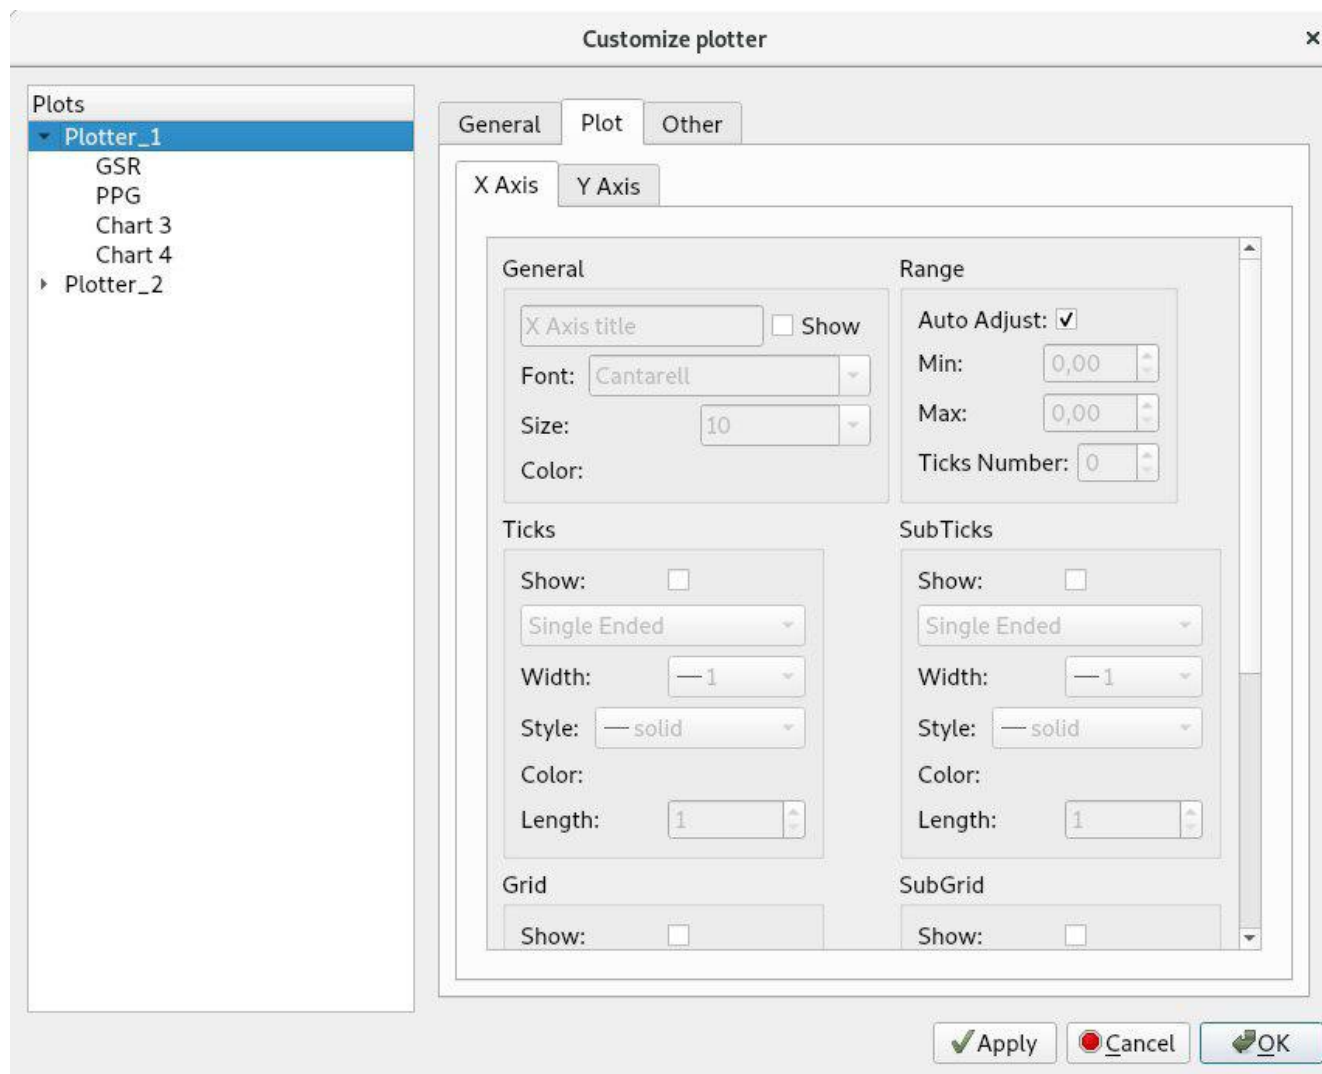 Customize plotter
Plots
Plotter_1
GSR
PPG
Chart 3
Chart 4
Plotter_2
General Plot Other
X Axis Y Axis
General
X Axis title Show
Font: Cantarell
Size: 10
Color:
Range
Auto Adjust:
Min: 0,00
Max: 0,00
Ticks Number: 0
Ticks
Show:
Single Ended
Width: 1
Style: solid
Color:
Length: 1
SubTicks
Show:
Single Ended
Width: 1
Style: solid
Color:
Length: 1
Grid
Show:
SubGrid
Show:
Apply Cancel OK